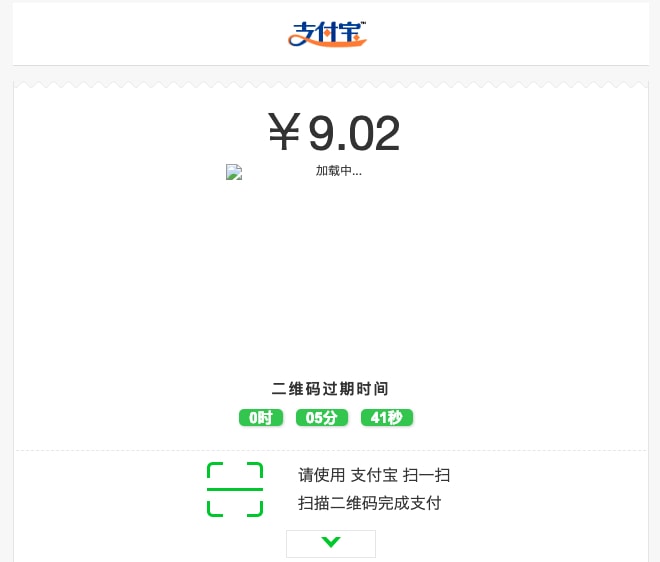 支付宝™
￥9.02
加载中...
二维码过期时间
0时 05分 41秒
请使用 支付宝 扫一扫
扫描二维码完成支付